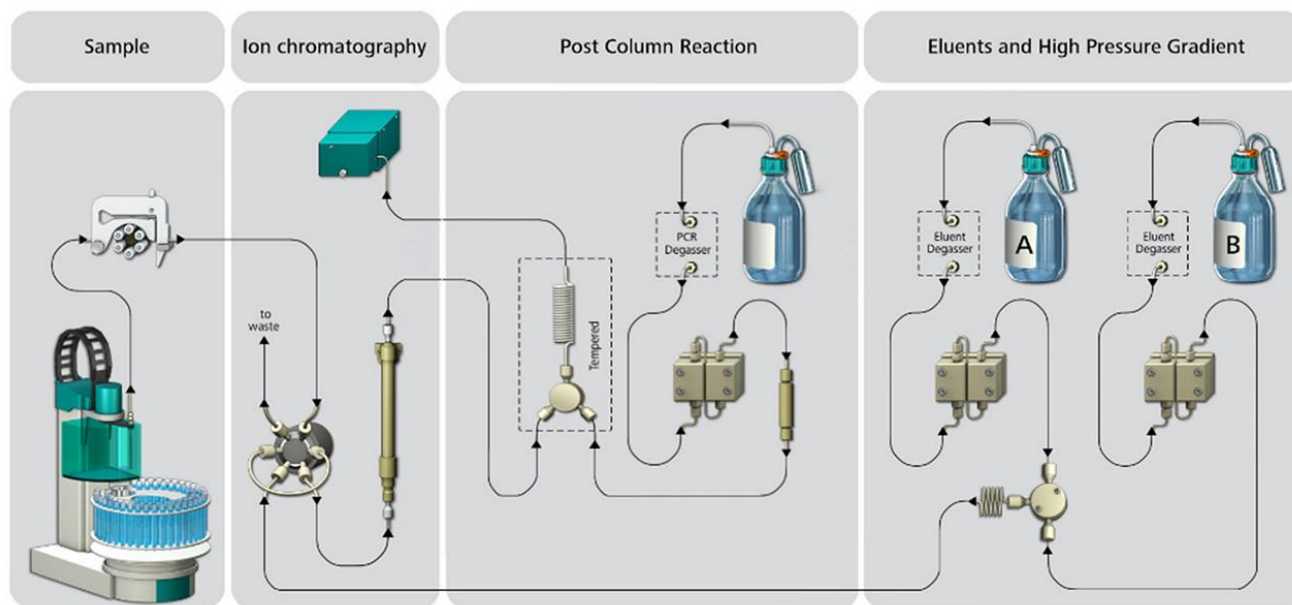 Sample
Ion chromatography
Post Column Reaction
Eluents and High Pressure Gradient
to
waste
Tempered
PCR
Degasser
Eluent
Degasser
A
Eluent
Degasser
B